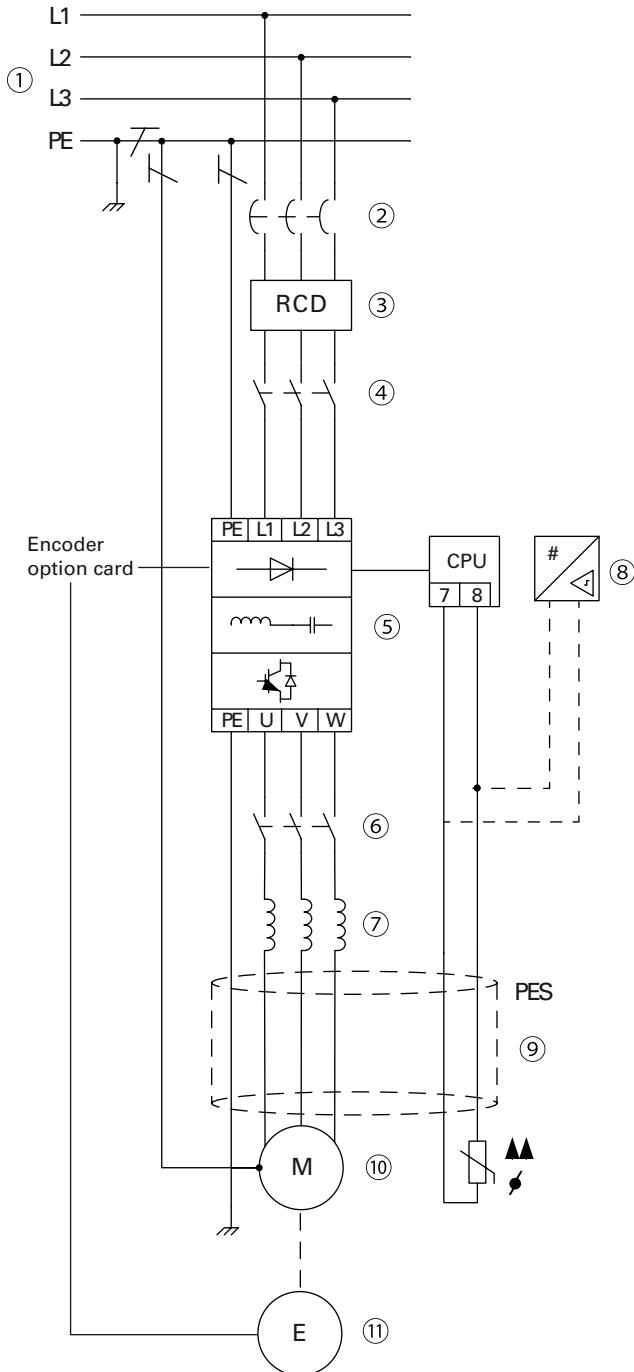 L1
L2
①
L3
PE
②
RCD
③
④
PE L1 L2 L3
Encoder
option card
CPU
7 8
#
⑧
⑤
PE U V W
⑥
⑦
PES
⑨
M
⑩
E
⑪